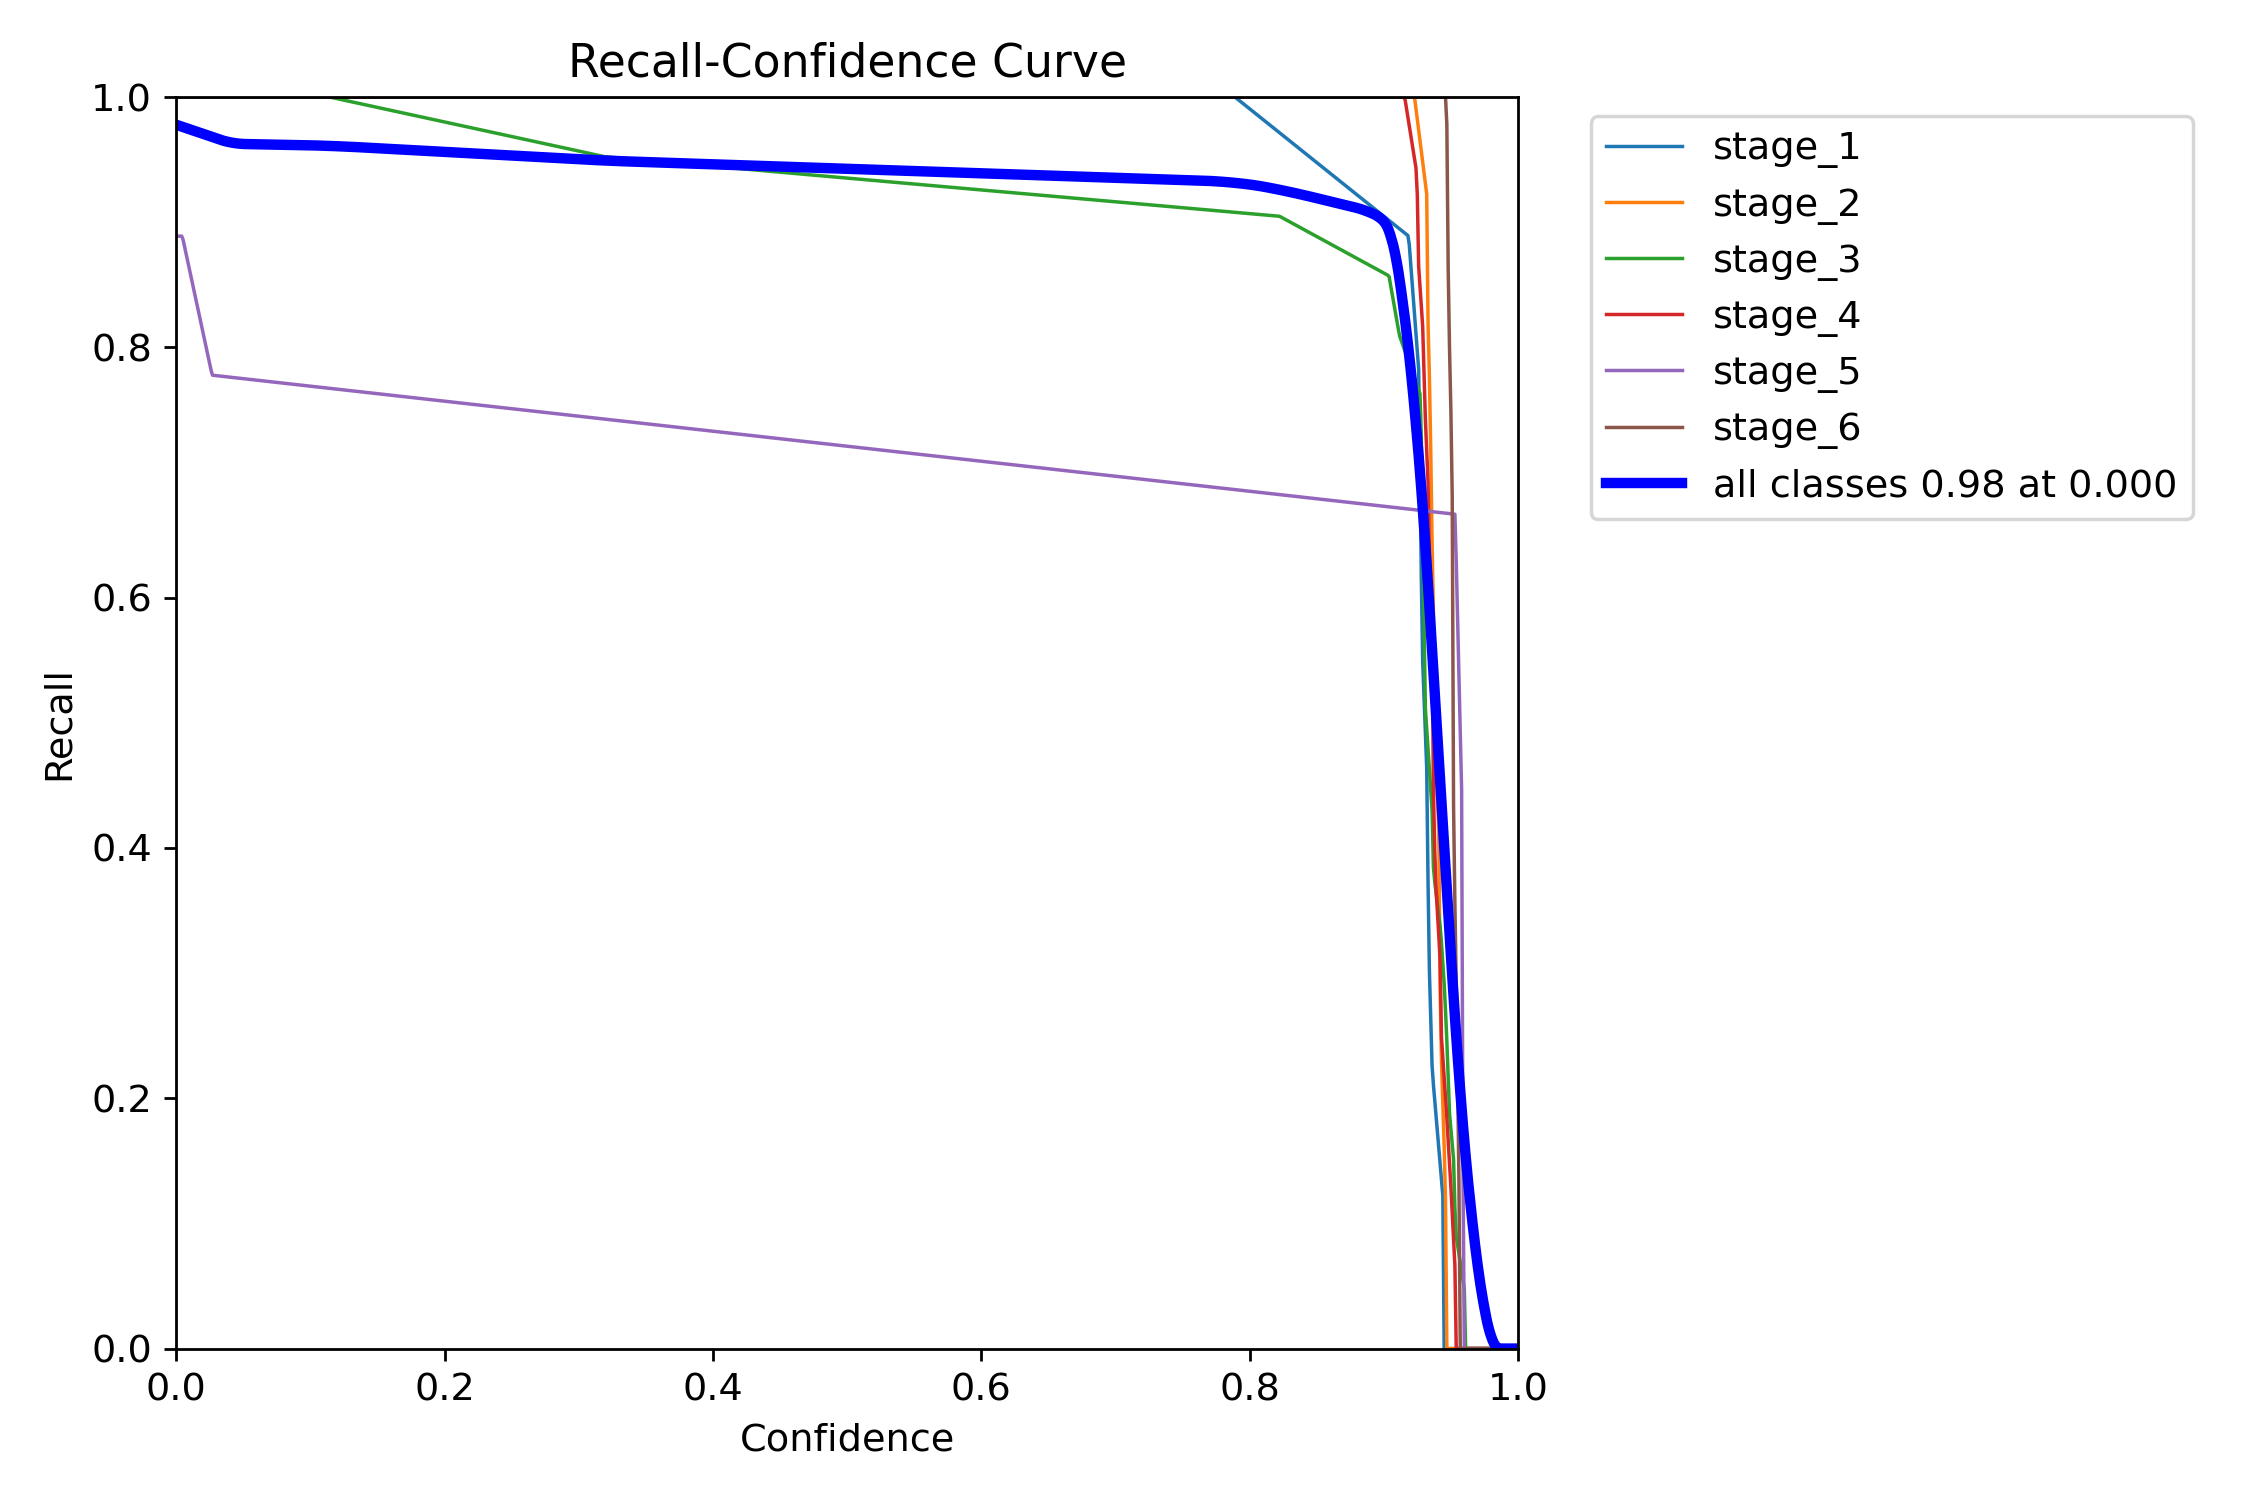 Recall-Confidence Curve
1.0
0.8
0.6
0.4
0.2
0.0
Recall
0.0 0.2 0.4 0.6 0.8 1.0
Confidence
stage_1
stage_2
stage_3
stage_4
stage_5
stage_6
all classes 0.98 at 0.000